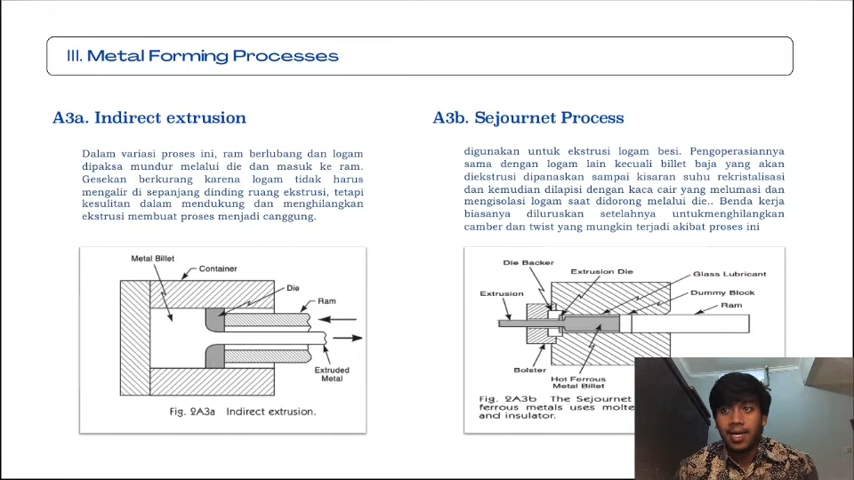 III. Metal Forming Processes
A3a. Indirect extrusion
Dalam variasi proses ini, ram berlubang dan logam
dipaksa mundur melalui die dan masuk ke ram.
Gesekan berkurang karena logam tidak harus
mengalir di sepanjang dinding ruang ekstrusi, tetapi
kesulitan dalam mendukung dan menghilangkan
ekstrusi membuat proses menjadi canggung.
Metal Billet
Container
Die
Ram
Extruded
Metal
Fig. 2A3a Indirect extrusion.
A3b. Sejournet Process
digunakan untuk ekstrusi logam besi. Pengoperasiannya
sama dengan logam lain kecuali billet baja yang akan
diekstrusi dipanaskan sampai kisaran suhu rekristalisasi
dan kemudian dilapisi dengan kaca cair yang melumasi dan
mengisolasi logam saat didorong melalui die.. Benda kerja
biasanya diluruskan setelahnya untukmenghilangkan
camber dan twist yang mungkin terjadi akibat proses ini
Die Backer
Extrusion Die
Glass Lubricant
Extrusion
Dummy Block
Ram
Bolster
Hot Ferrous
Metal Billet
Fig. 2A3b The Sejournet
ferrous metals uses molte
and insulator.